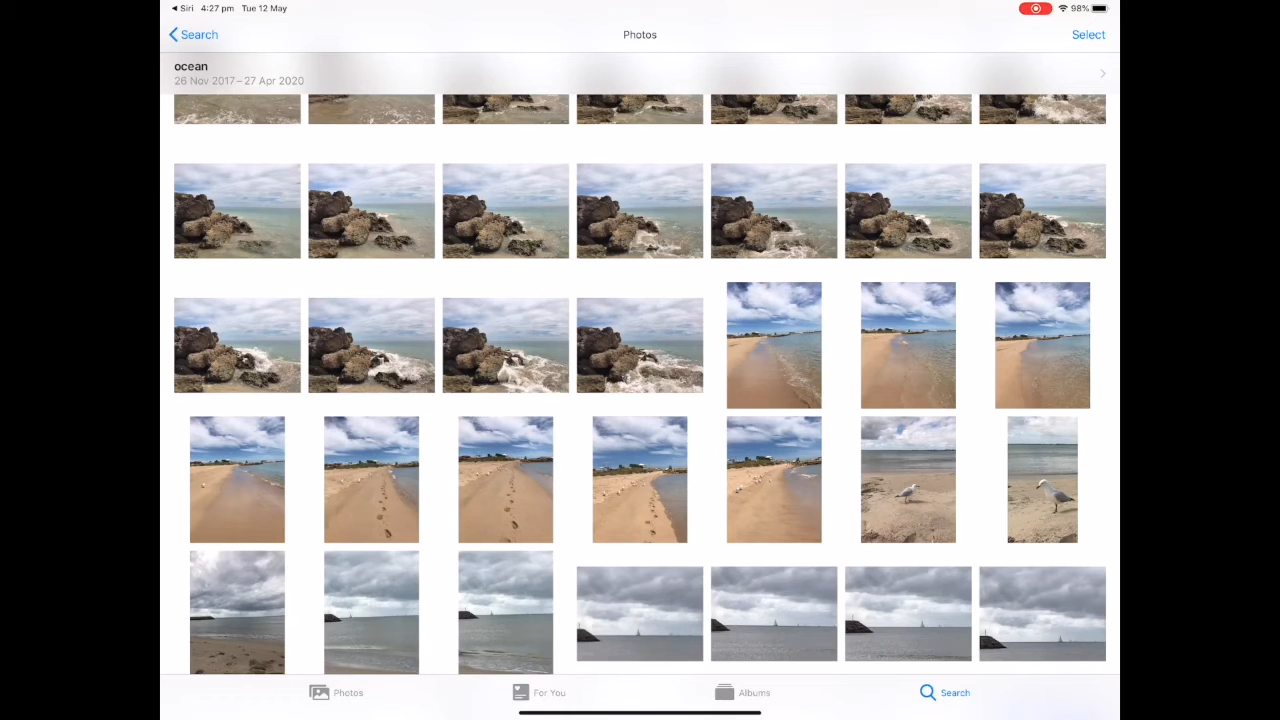 Siri 4:27 pm Tue 12 May 98%
Search Photos Select
ocean
26 Nov 2017–27 Apr 2020
Photos For You Albums Search